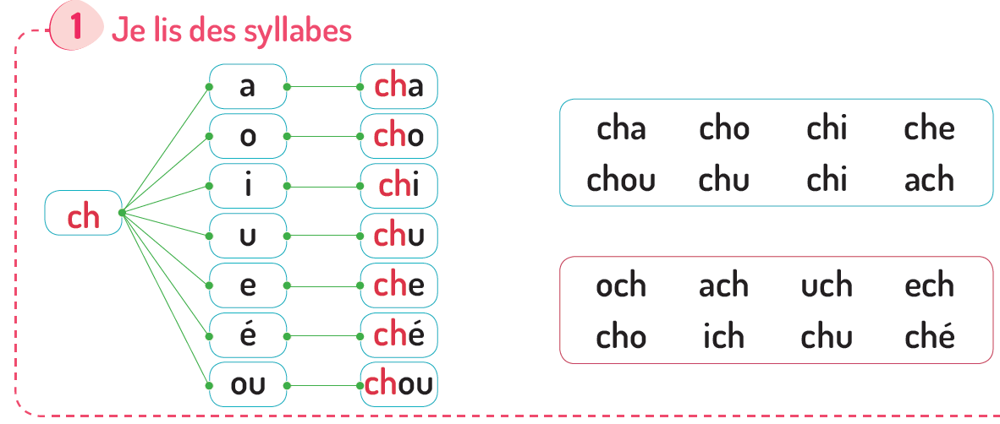 1 Je lis des syllabes
a cha
o cho
i chi
ch
u chu
e che
é ché
ou chou
cha cho chi che
chou chu chi ach
och ach uch ech
cho ich chu ché